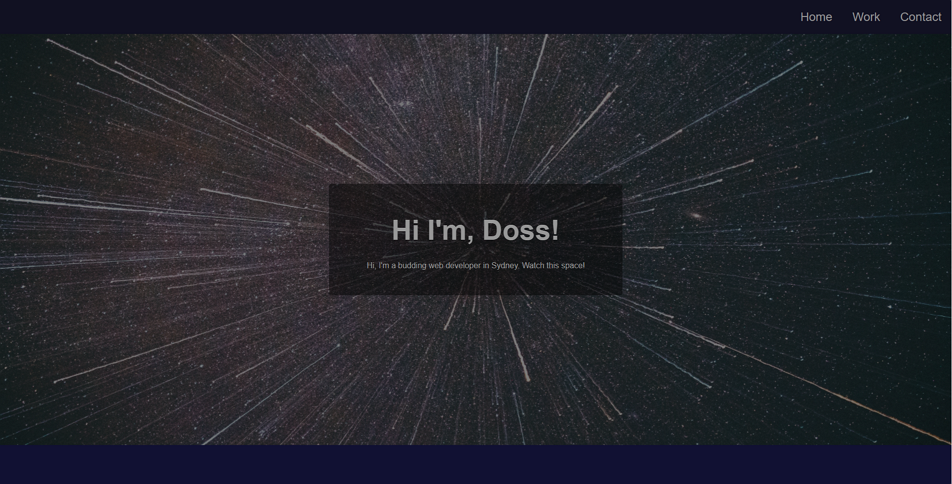 Home Work Contact
Hi I'm, Doss!
Hi, I'm a budding web developer in Sydney. Watch this space!